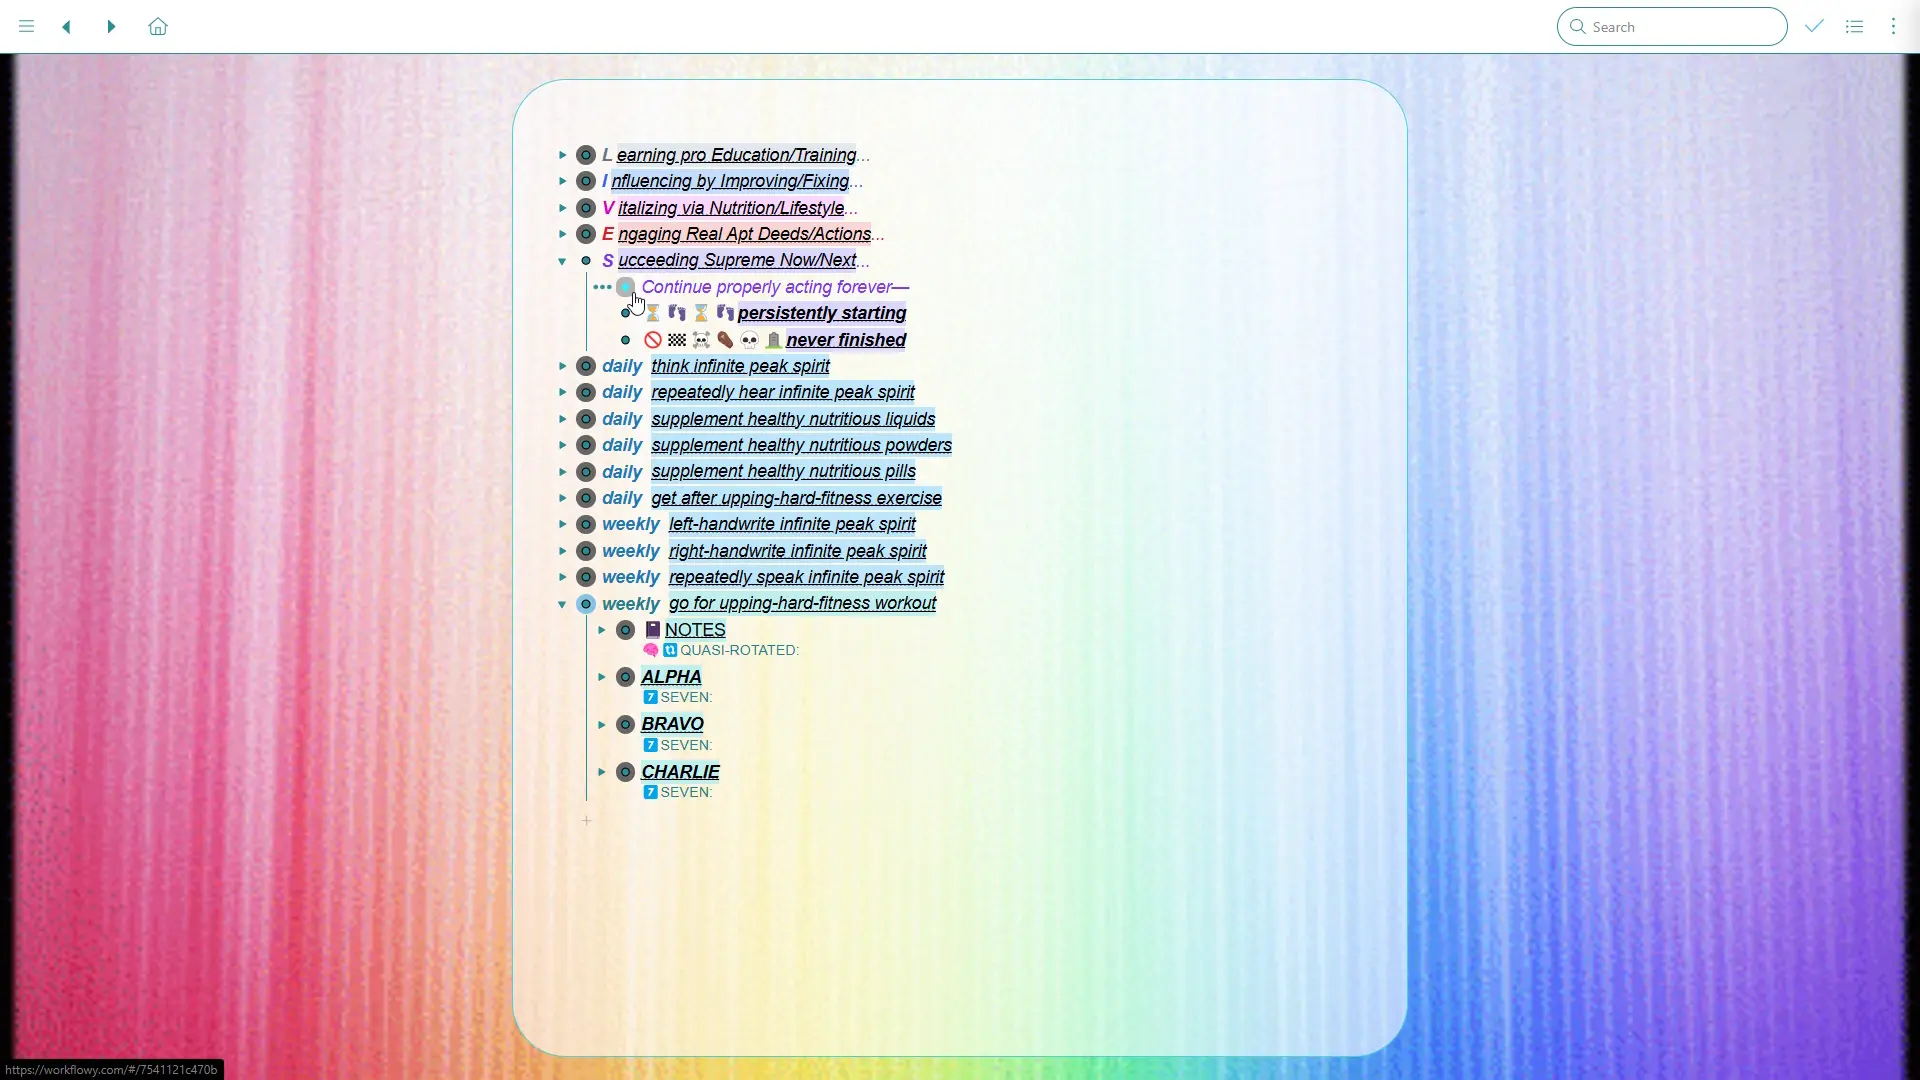 Search
L earning pro Education/Training...
I nfluencing by Improving/Fixing...
V italizing via Nutrition/Lifestyle...
E ngaging Real Apt Deeds/Actions...
S ucceeding Supreme Now/Next...
Continue properly acting forever—
⏳ 👣 ⏳ 👣 persistently starting
🚫 🏁 ☠️ ⚰️ 💀 🪦 never finished
daily think infinite peak spirit
daily repeatedly hear infinite peak spirit
daily supplement healthy nutritious liquids
daily supplement healthy nutritious powders
daily supplement healthy nutritious pills
daily get after upping-hard-fitness exercise
weekly left-handwrite infinite peak spirit
weekly right-handwrite infinite peak spirit
weekly repeatedly speak infinite peak spirit
weekly go for upping-hard-fitness workout
📓 NOTES
🧠 🔃 QUASI-ROTATED:
ALPHA
7️⃣ SEVEN:
BRAVO
7️⃣ SEVEN:
CHARLIE
7️⃣ SEVEN:
https://workflowy.com/#/7541121c470b